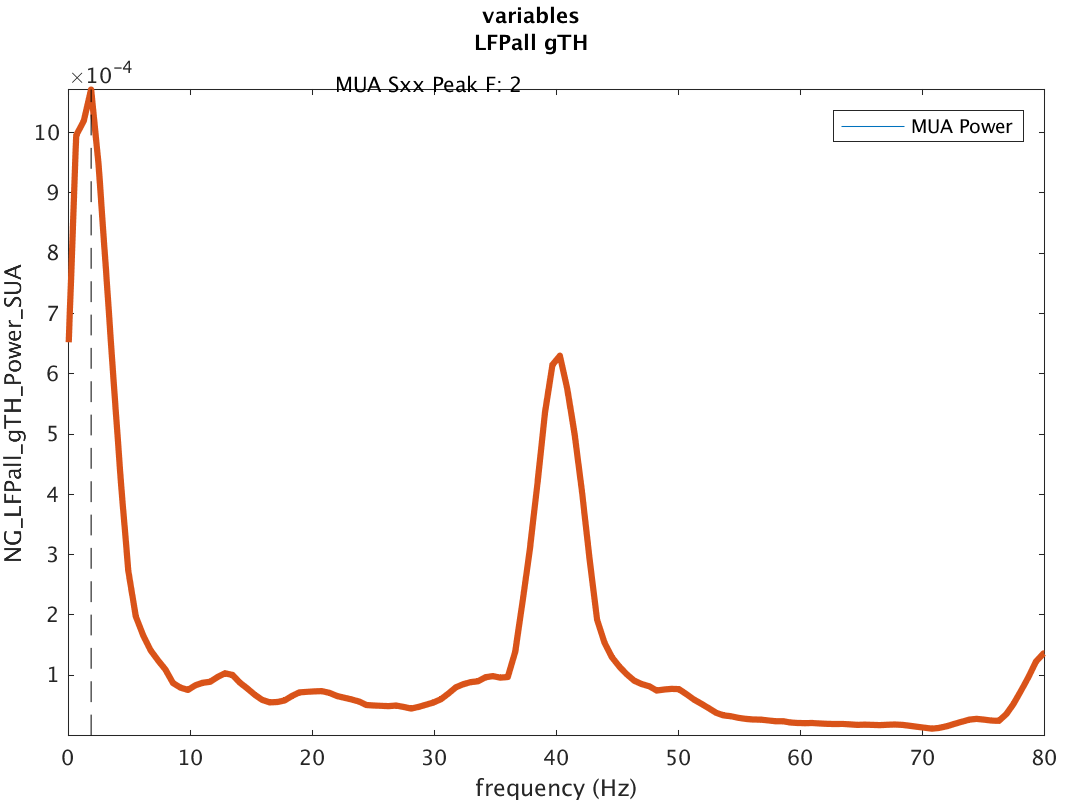 variables
LFPall gTH
×10⁻⁴
MUA Sxx Peak F: 2
MUA Power
10
9
8
7
6
5
4
3
2
1
NG_LFPall_gTH_Power_SUA
0 10 20 30 40 50 60 70 80
frequency (Hz)